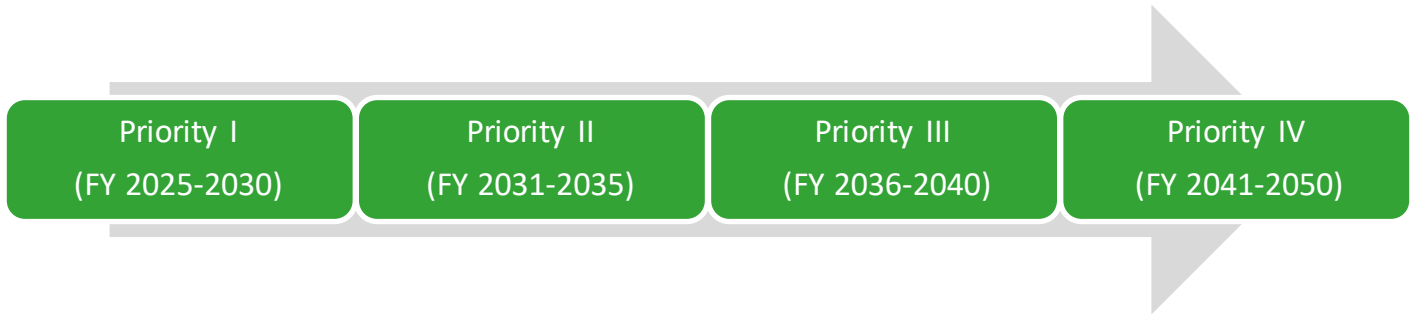 Priority I
(FY 2025-2030)
Priority II
(FY 2031-2035)
Priority III
(FY 2036-2040)
Priority IV
(FY 2041-2050)